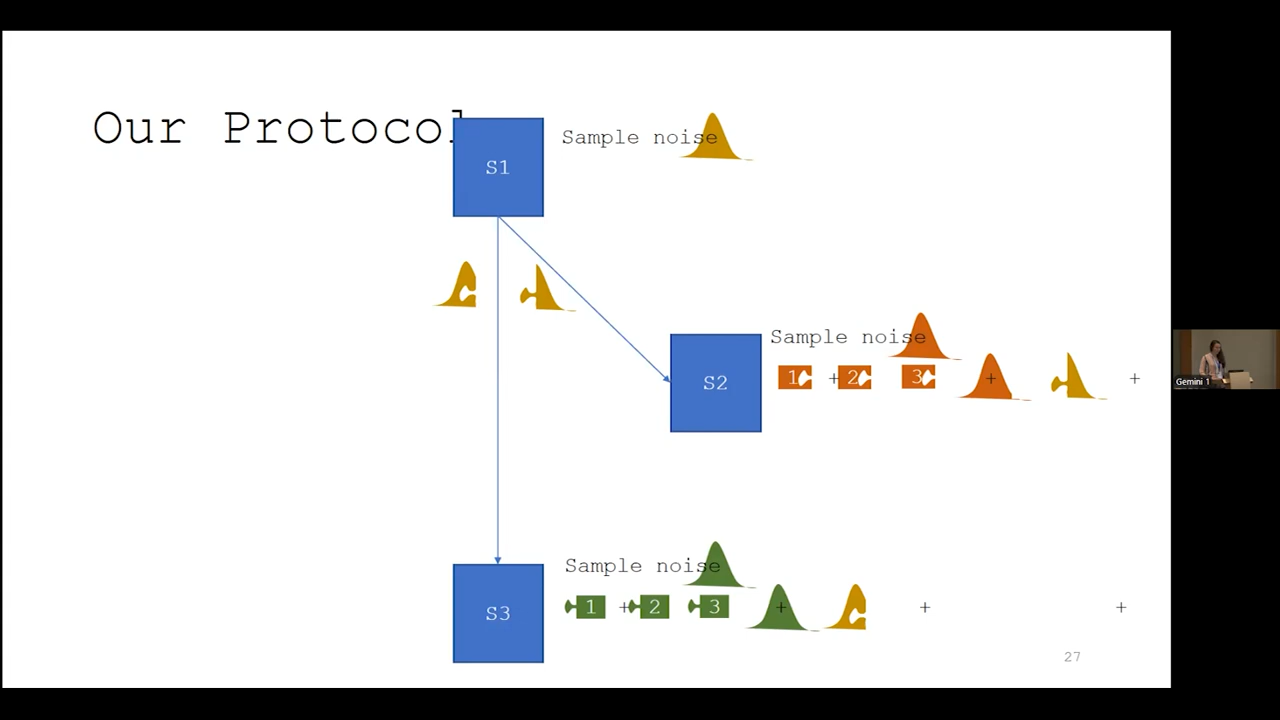 Our Protocol
S1
Sample noise
S2
Sample noise
1 + 2 3 + +
S3
Sample noise
1 + 2 3 + + +
27
Gemini 1